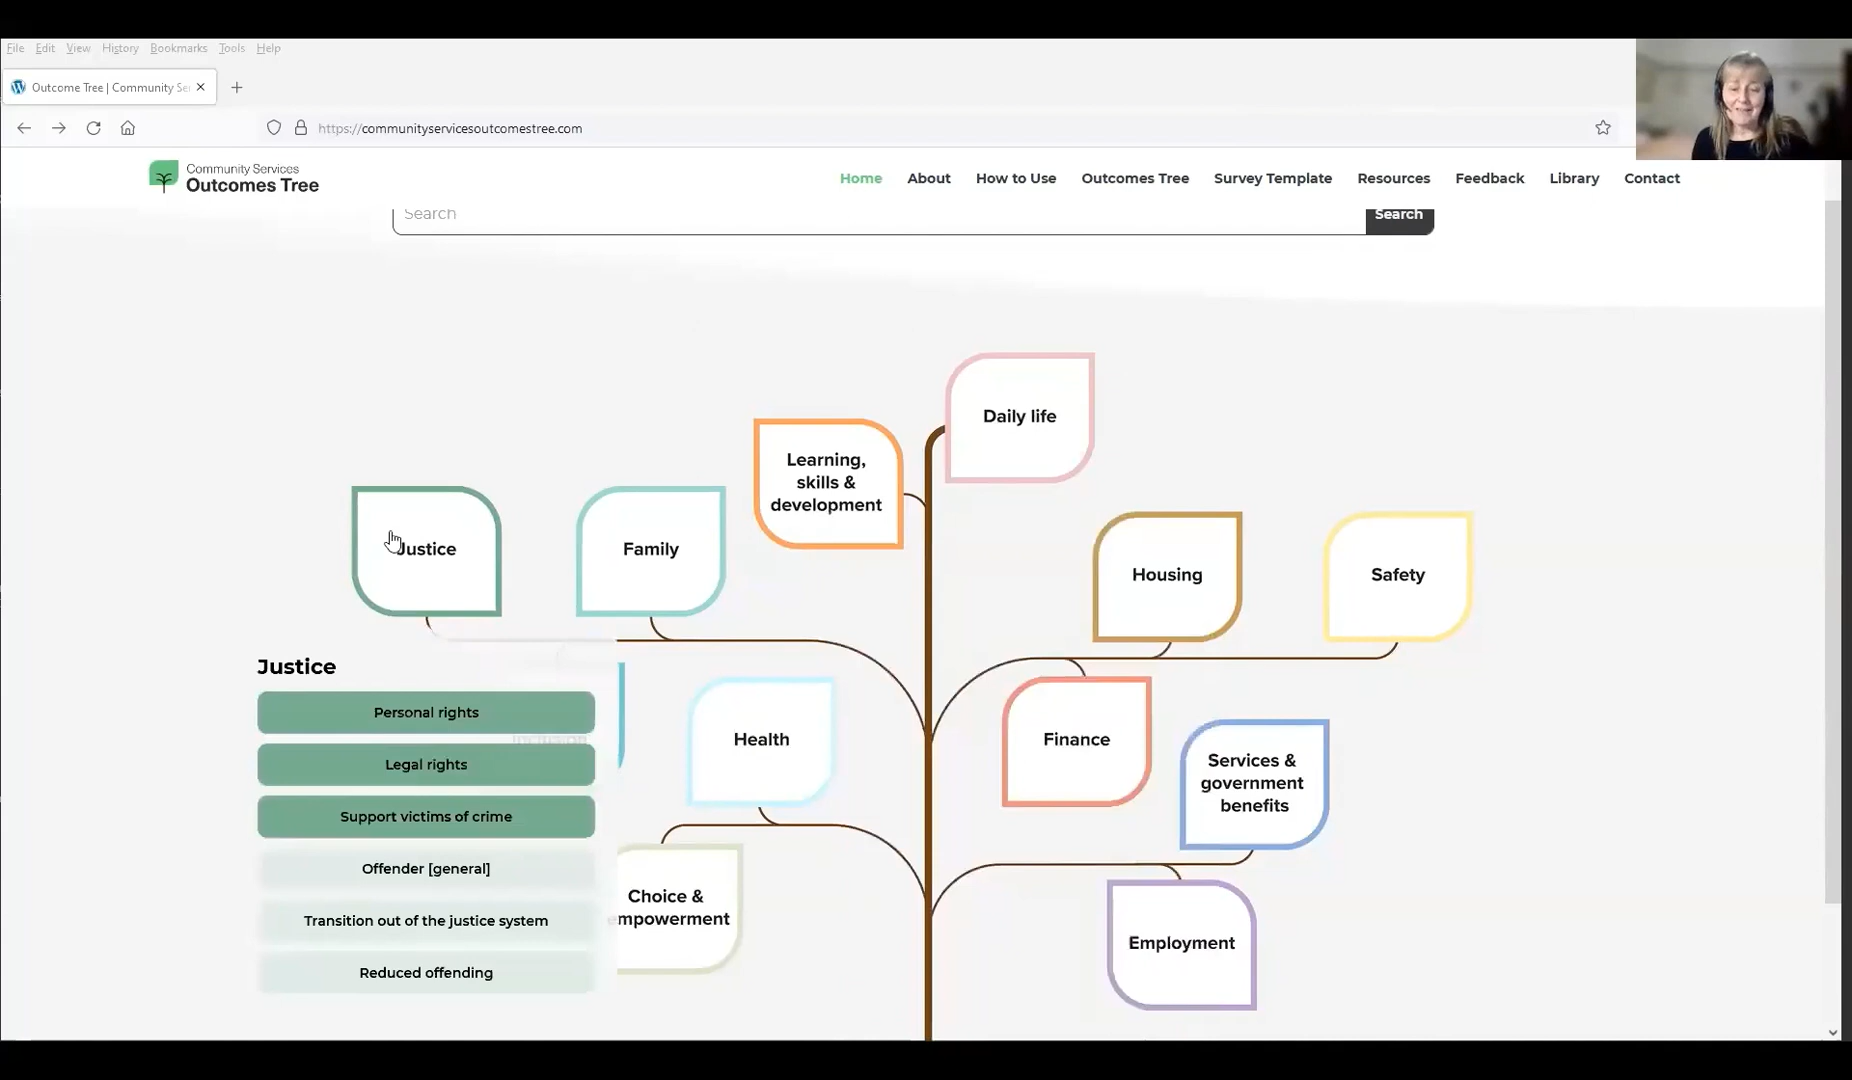 File Edit View History Bookmarks Tools Help
Outcome Tree | Community Se
https://communityservicesoutcomestree.com
Community Services
Outcomes Tree
Home About How to Use Outcomes Tree Survey Template Resources Feedback Library Contact
Search Search
Daily life
Learning,
skills &
development
Justice
Family
Housing
Safety
Justice
Personal rights
Legal rights
Support victims of crime
Offender [general]
Transition out of the justice system
Reduced offending
Health
Finance
Services &
government
benefits
Choice &
empowerment
Employment